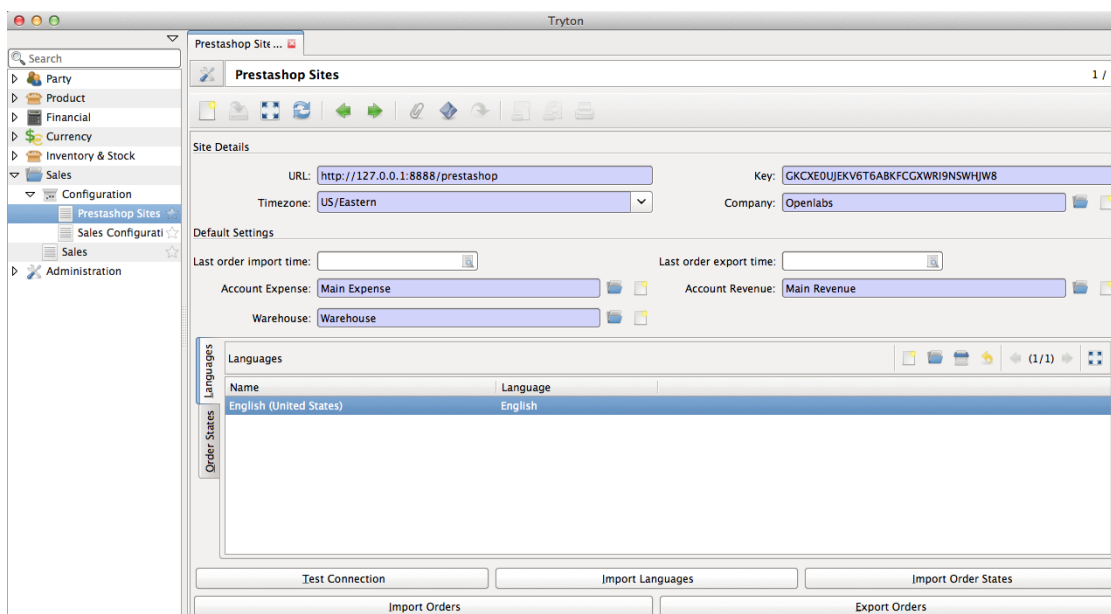 Tryton
Search
Party
Product
Financial
Currency
Inventory & Stock
Sales
Configuration
Prestashop Sites
Sales Configurati
Sales
Administration
Prestashop Site...
Prestashop Sites 1 /
Site Details
URL: http://127.0.0.1:8888/prestashop Key: GKCXE0UJEKV6T6ABKFCGXWRI9NSWHJW8
Timezone: US/Eastern Company: Openlabs
Default Settings
Last order import time: Last order export time:
Account Expense: Main Expense Account Revenue: Main Revenue
Warehouse: Warehouse
Languages
Order States
Languages (1/1)
Name Language
English (United States) English
Test Connection Import Languages Import Order States
Import Orders Export Orders